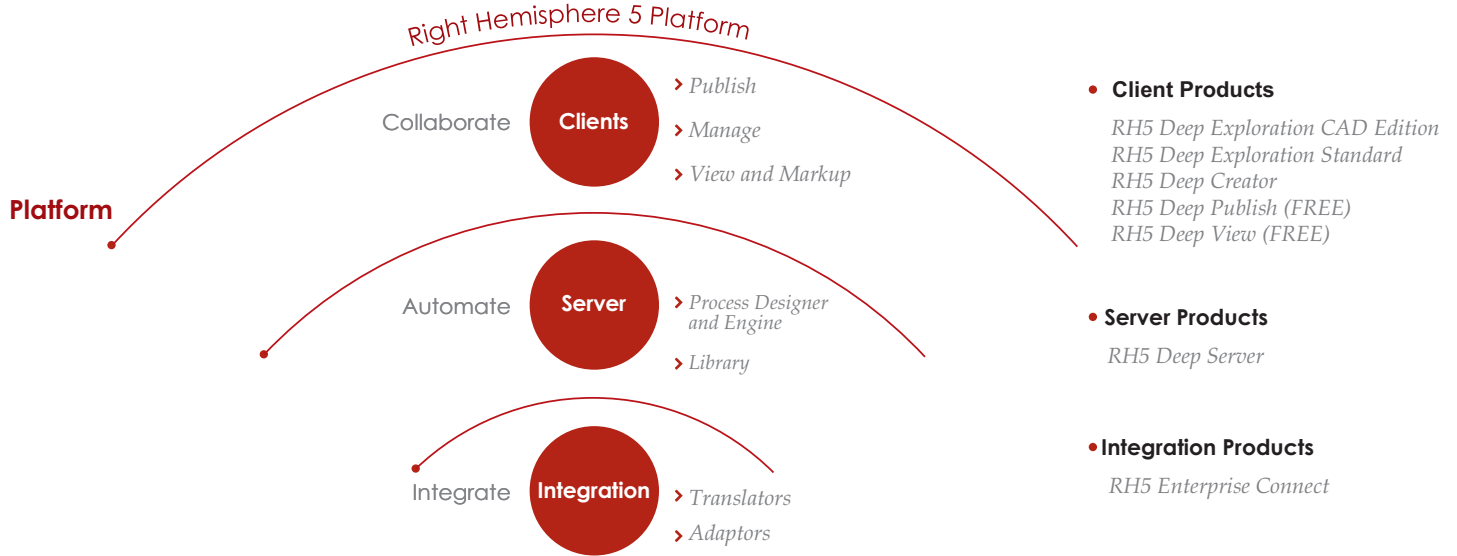 Right Hemisphere 5 Platform
Platform
Collaborate
Clients
Publish
Manage
View and Markup
Automate
Server
Process Designer
and Engine
Library
Integrate
Integration
Translators
Adaptors
Client Products
RH5 Deep Exploration CAD Edition
RH5 Deep Exploration Standard
RH5 Deep Creator
RH5 Deep Publish (FREE)
RH5 Deep View (FREE)
Server Products
RH5 Deep Server
Integration Products
RH5 Enterprise Connect